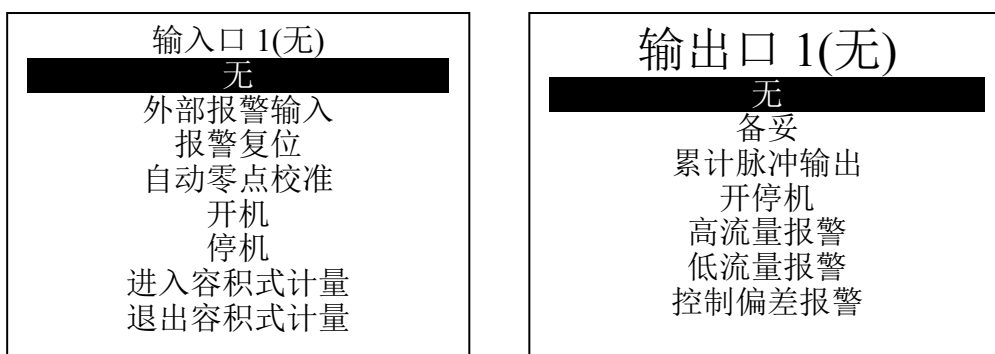 输入口 1(无)
无
外部报警输入
报警复位
自动零点校准
开机
停机
进入容积式计量
退出容积式计量
输出口 1(无)
无
备妥
累计脉冲输出
开停机
高流量报警
低流量报警
控制偏差报警